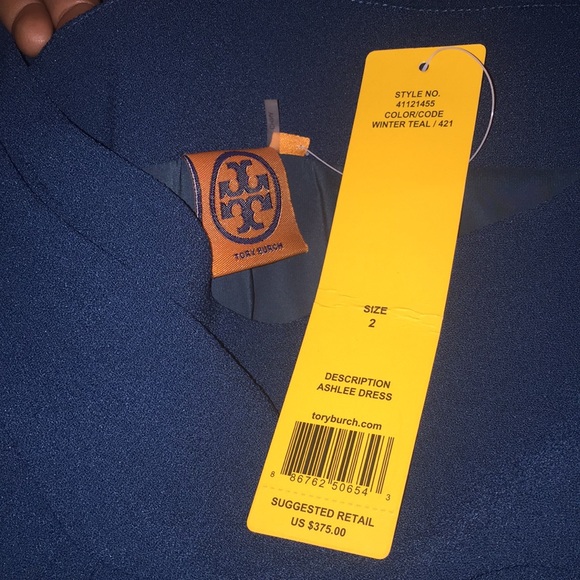 TORY BURCH
STYLE NO.
41121455
COLOR/CODE
WINTER TEAL / 421
SIZE
2
DESCRIPTION
ASHLEE DRESS
toryburch.com
8 86762 50654 3
SUGGESTED RETAIL
US $375.00